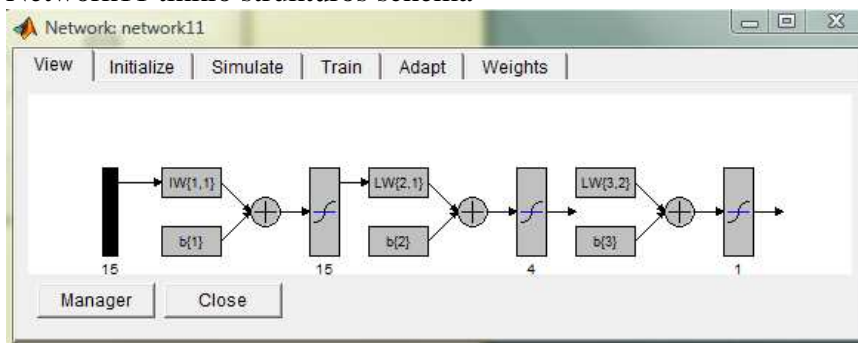 Network: network11
View Initialize Simulate Train Adapt Weights
IW{1,1} LW{2,1} LW{3,2}
b{1} b{2} b{3}
15 15 4 1
Manager Close